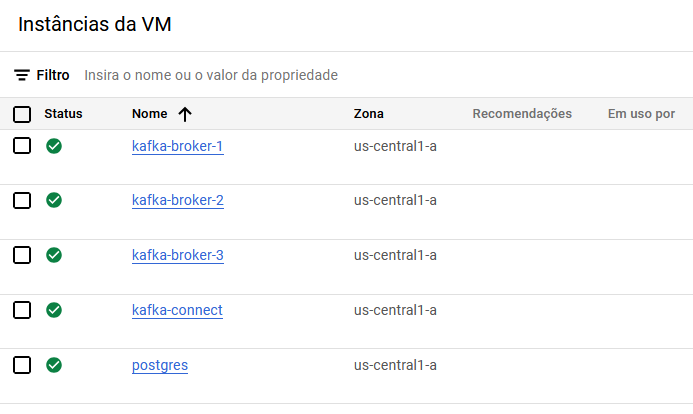 Instâncias da VM
Filtro Insira o nome ou o valor da propriedade
Status Nome Zona Recomendações Em uso por
kafka-broker-1 us-central1-a
kafka-broker-2 us-central1-a
kafka-broker-3 us-central1-a
kafka-connect us-central1-a
postgres us-central1-a